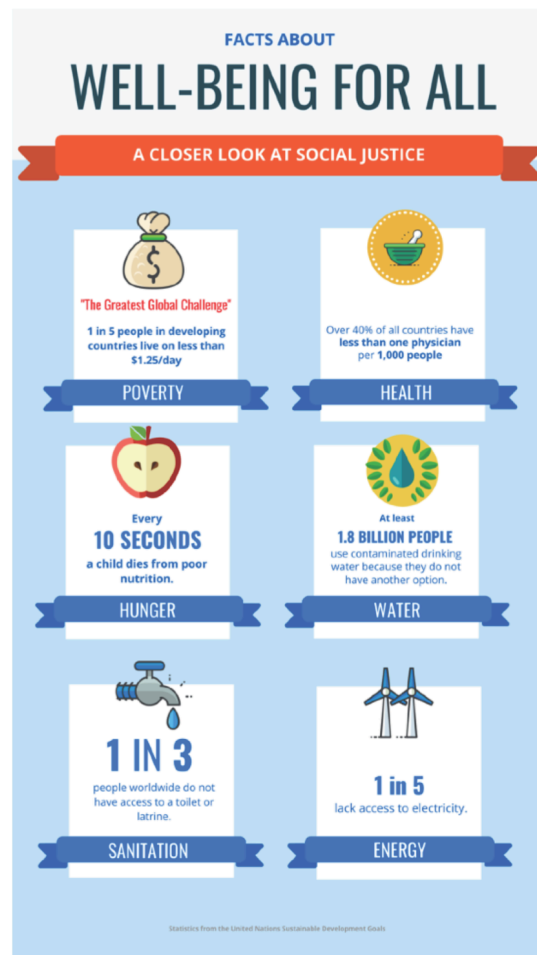 FACTS ABOUT
WELL-BEING FOR ALL
A CLOSER LOOK AT SOCIAL JUSTICE
$
"The Greatest Global Challenge"
1 in 5 people in developing
countries live on less than
$1.25/day
POVERTY
Over 40% of all countries have
less than one physician
per 1,000 people
HEALTH
Every
10 SECONDS
a child dies from poor
nutrition.
HUNGER
At least
1.8 BILLION PEOPLE
use contaminated drinking
water because they do not
have another option.
WATER
1 IN 3
people worldwide do not
have access to a toilet or
latrine.
SANITATION
1 in 5
lack access to electricity.
ENERGY
Statistics from the United Nations Sustainable Development Goals